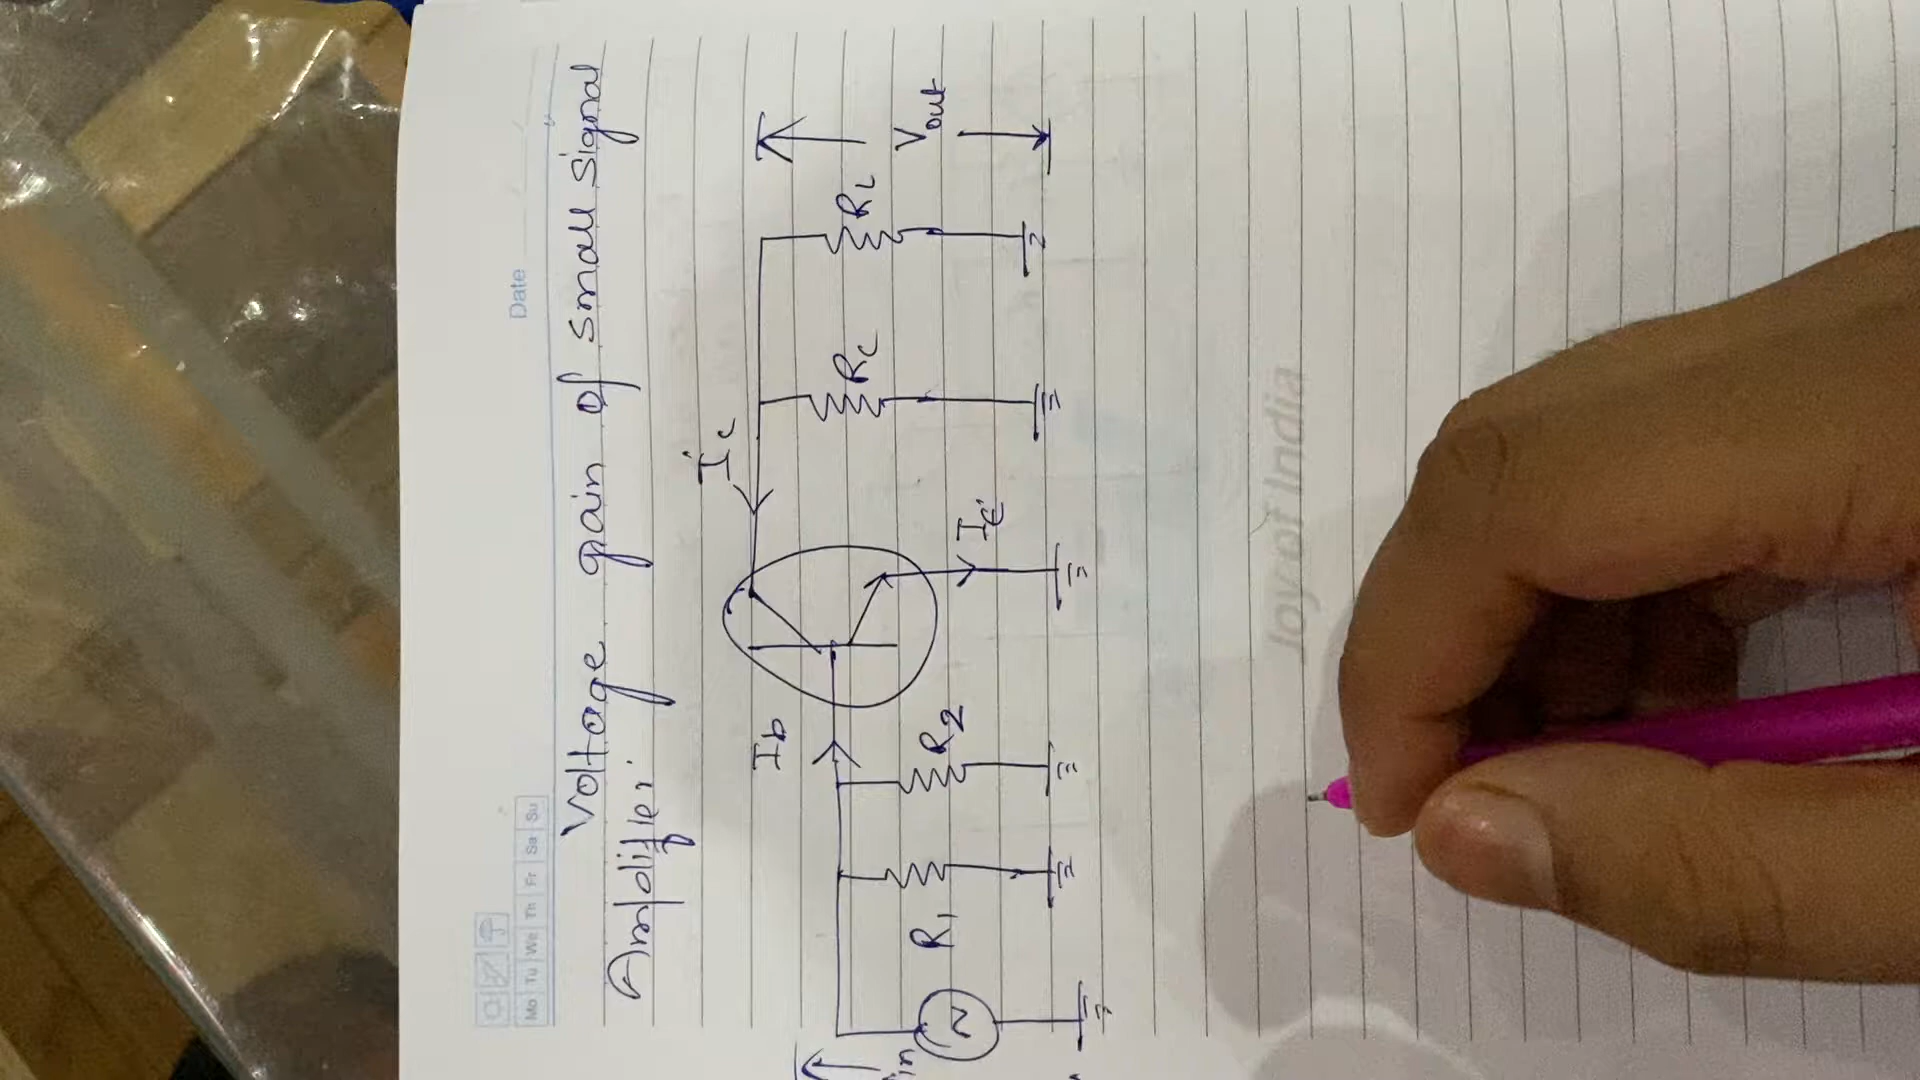 Date
Mo Tu We Th Fr Sa Su
Voltage gain of small signal
Amplifier
Ic
Ib
RC
RL
Vout
R1
R2
IE
in
Joy of India